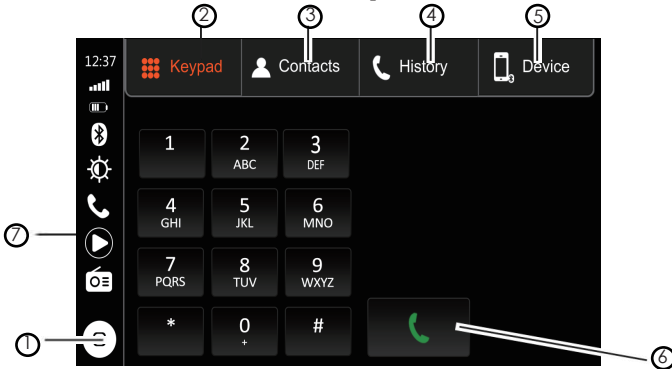 2 3 4 5
12:37 Keypad Contacts History Device
1 2 3
ABC DEF
4 5 6
GHI JKL MNO
7
7 8 9
PQRS TUV WXYZ
* 0 #
+
1
6